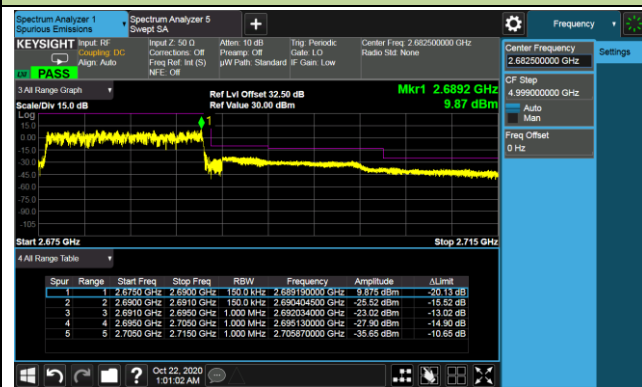 Spectrum Analyzer 1
Spurious Emissions
Spectrum Analyzer 5
Swept SA
Frequency
KEYSIGHT
Input: RF
Coupling: DC
Align: Auto
PASS
Input Z: 50 Ω
Corrections: Off
Freq Ref: Int (S)
NFE: Off
Atten: 10 dB
Preamp: Off
µW Path: Standard
Trig: Periodic
Gate: LO
IF Gain: Low
Center Freq: 2.682500000 GHz
Radio Std: None
Center Frequency
2.682500000 GHz
Settings
CF Step
4.999000000 GHz
Auto
Man
Freq Offset
0 Hz
3 All Range Graph
Scale/Div 15.0 dB
Ref Lvl Offset 32.50 dB
Ref Value 30.00 dBm
Mkr1 2.6892 GHz
9.87 dBm
Log
15.0
0.00
-15.0
-30.0
-45.0
-60.0
-75.0
-90.0
-105
1
Start 2.675 GHz
Stop 2.715 GHz
4 All Range Table
Spur Range Start Freq Stop Freq RBW Frequency Amplitude ΔLimit
1 1 2.6750 GHz 2.6900 GHz 150.0 kHz 2.689190000 GHz 9.875 dBm -20.13 dB
2 2 2.6900 GHz 2.6910 GHz 150.0 kHz 2.690404500 GHz -25.52 dBm -15.52 dB
3 3 2.6910 GHz 2.6950 GHz 1.000 MHz 2.692034000 GHz -23.02 dBm -13.02 dB
4 4 2.6950 GHz 2.7050 GHz 1.000 MHz 2.695130000 GHz -27.90 dBm -14.90 dB
5 5 2.7050 GHz 2.7150 GHz 1.000 MHz 2.705870000 GHz -35.65 dBm -10.65 dB
Oct 22, 2020
1:01:02 AM